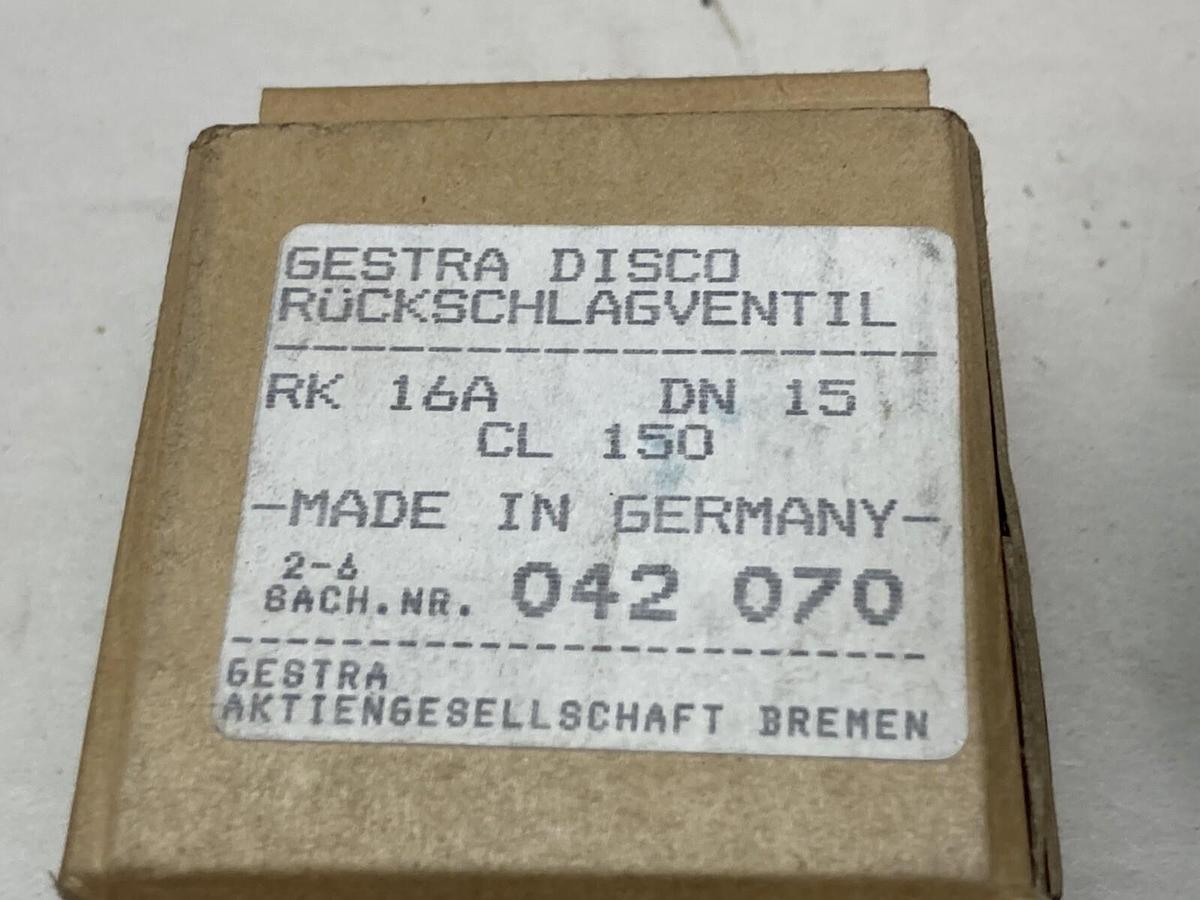 GESTRA DISCO
RÜCKSCHLAGVENTIL
RK 16A DN 15
CL 150
-MADE IN GERMANY-
2-6
SACH.NR. 042 070
GESTRA
AKTIENGESELLSCHAFT BREMEN